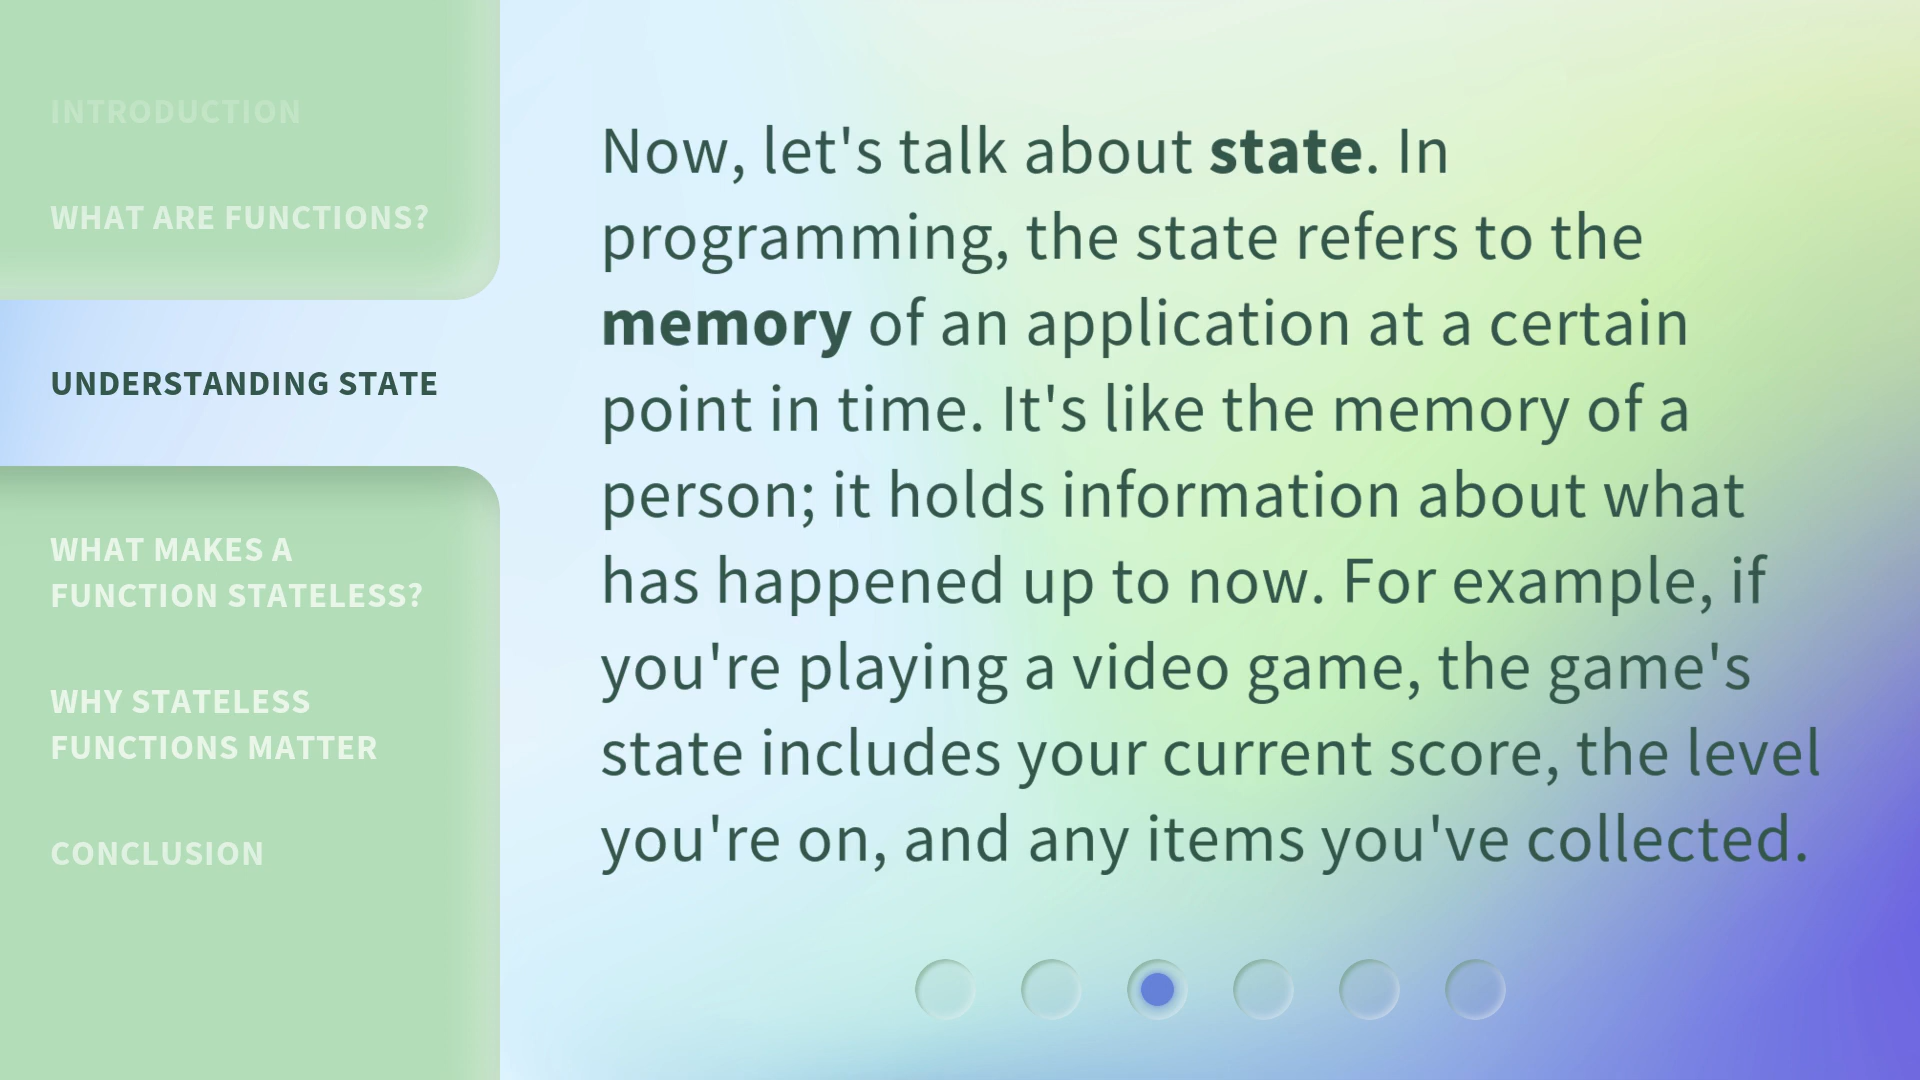 INTRODUCTION
WHAT ARE FUNCTIONS?
UNDERSTANDING STATE
WHAT MAKES A
FUNCTION STATELESS?
WHY STATELESS
FUNCTIONS MATTER
CONCLUSION
Now, let's talk about state. In
programming, the state refers to the
memory of an application at a certain
point in time. It's like the memory of a
person; it holds information about what
has happened up to now. For example, if
you're playing a video game, the game's
state includes your current score, the level
you're on, and any items you've collected.